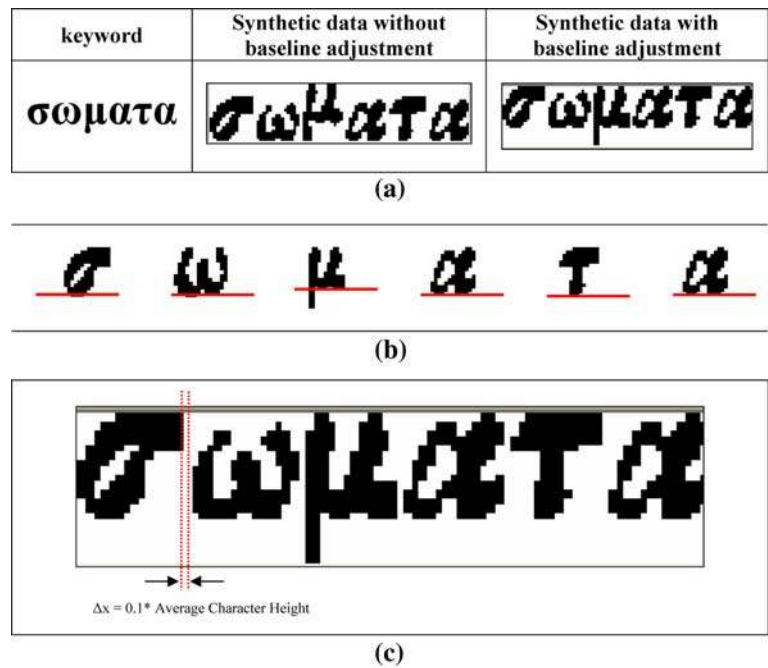 keyword
Synthetic data without
baseline adjustment
Synthetic data with
baseline adjustment
σωματα
σωματα
σωματα
(a)
σ ω μ α τ α
(b)
σωματα
Δx = 0.1* Average Character Height
(c)